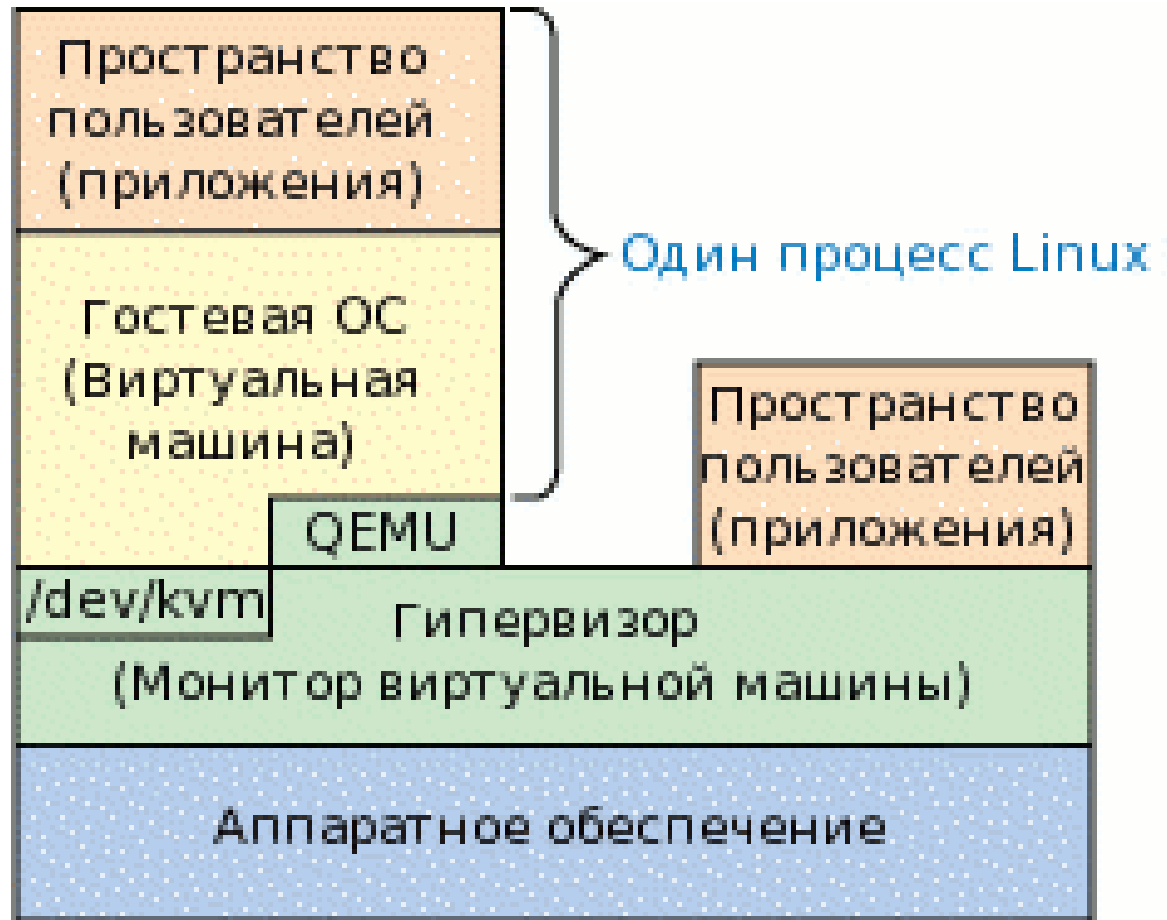 Пространство
пользователей
(приложения)
Один процесс Linux
Гостевая ОС
(Виртуальная
машина)
Пространство
пользователей
(приложения)
QEMU
/dev/kvm
Гипервизор
(Монитор виртуальной машины)
Аппаратное обеспечение